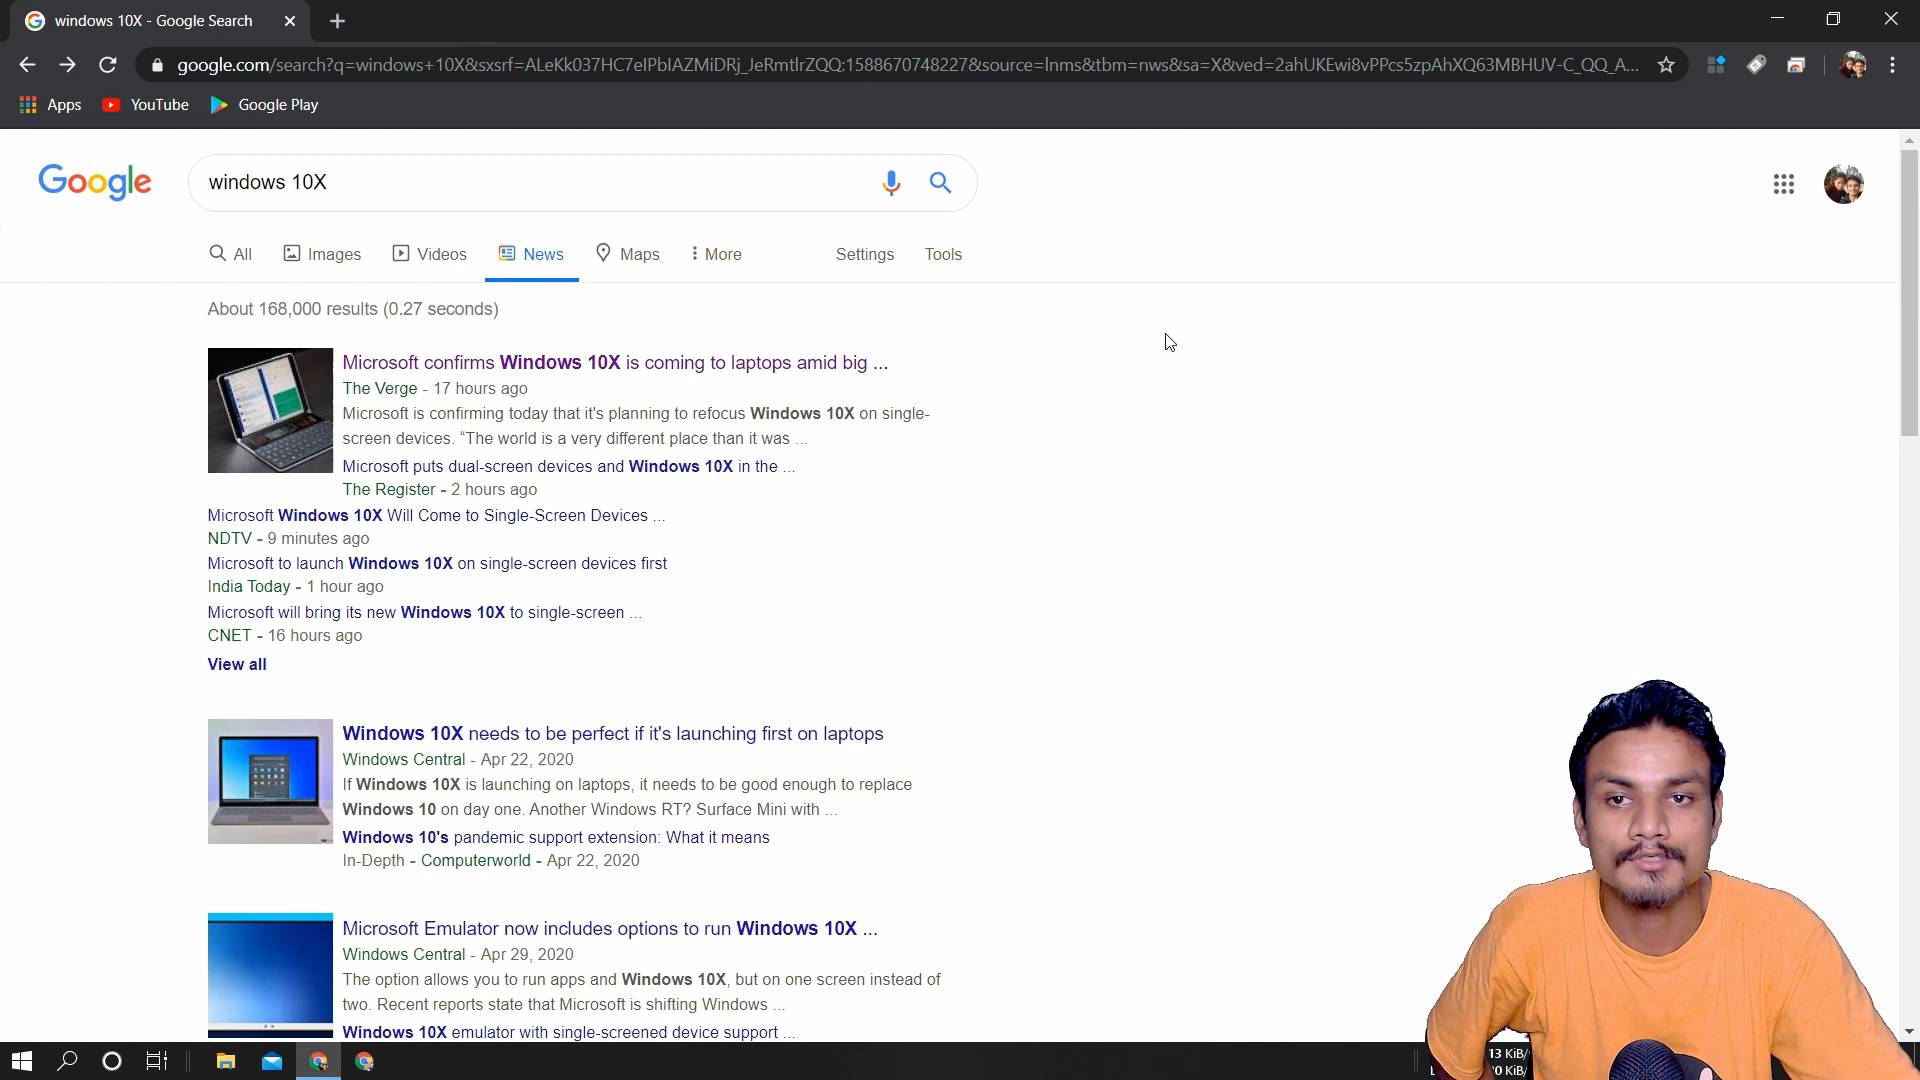 windows 10X - Google Search
google.com/search?q=windows+10X&sxsrf=ALeKk037HC7eIPbIAZMiDRj_JeRmtIrZQQ:1588670748227&source=lnms&tbm=nws&sa=X&ved=2ahUKEwi8vPPcs5zpAhXQ63MBHUV-C_QQ_A...
Apps YouTube Google Play
Google windows 10X
All Images Videos News Maps More Settings Tools
About 168,000 results (0.27 seconds)
Microsoft confirms Windows 10X is coming to laptops amid big ...
The Verge - 17 hours ago
Microsoft is confirming today that it's planning to refocus Windows 10X on single-
screen devices. “The world is a very different place than it was ...
Microsoft puts dual-screen devices and Windows 10X in the ...
The Register - 2 hours ago
Microsoft Windows 10X Will Come to Single-Screen Devices ...
NDTV - 9 minutes ago
Microsoft to launch Windows 10X on single-screen devices first
India Today - 1 hour ago
Microsoft will bring its new Windows 10X to single-screen ...
CNET - 16 hours ago
View all
Windows 10X needs to be perfect if it's launching first on laptops
Windows Central - Apr 22, 2020
If Windows 10X is launching on laptops, it needs to be good enough to replace
Windows 10 on day one. Another Windows RT? Surface Mini with ...
Windows 10's pandemic support extension: What it means
In-Depth - Computerworld - Apr 22, 2020
Microsoft Emulator now includes options to run Windows 10X ...
Windows Central - Apr 29, 2020
The option allows you to run apps and Windows 10X, but on one screen instead of
two. Recent reports state that Microsoft is shifting Windows ...
Windows 10X emulator with single-screened device support ...
13 KiB/
0 KiB/